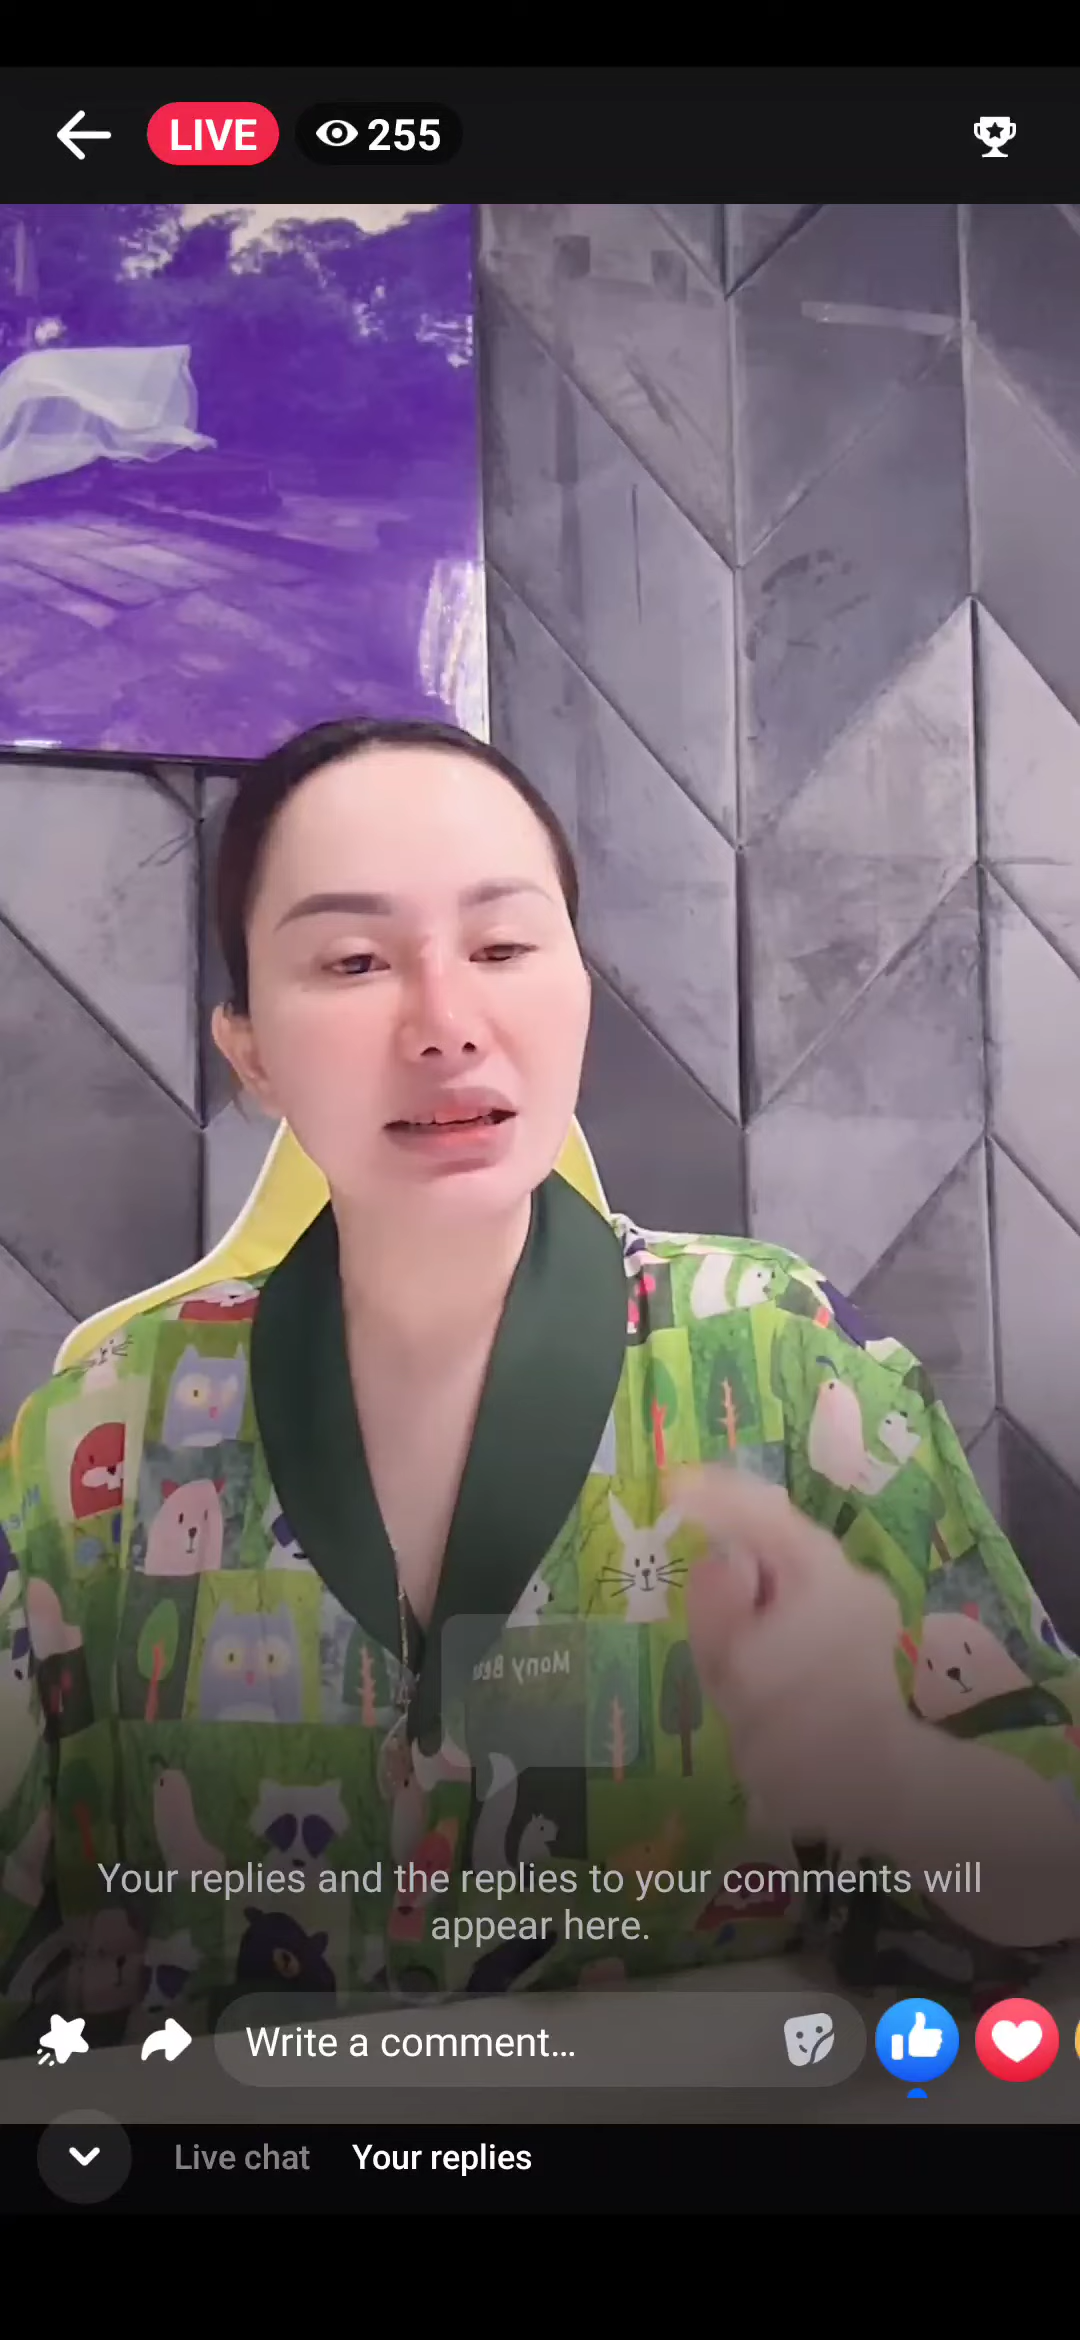 LIVE
255
Mony
Your replies and the replies to your comments will
appear here.
Write a comment...
Live chat
Your replies